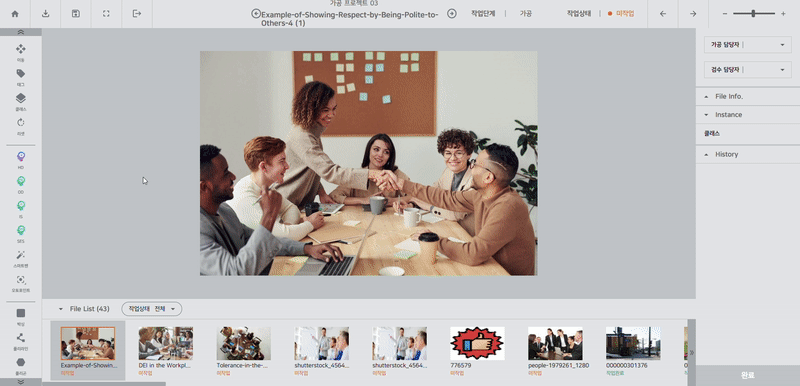 가공 프로젝트 03
Example-of-Showing-Respect-by-Being-Polite-to-
Others-4 (1)
작업단계 | 가공
작업상태 | 미작업
이동
태그
클래스
회전
HD
OD
IS
SES
스마트펜
오토포인트
박싱
폴리라인
폴리곤
가공 담당자
검수 담당자
File Info.
Instance
클래스
History
File List (43)
작업상태 전체
Example-of-Showin...
미작업
DEI in the Workpl...
미작업
Tolerance-in-the-...
미작업
shutterstock_4564...
미작업
shutterstock_4564...
미작업
776579
미작업
people-1979261_1280
미작업
000000301376
작업완료
완료